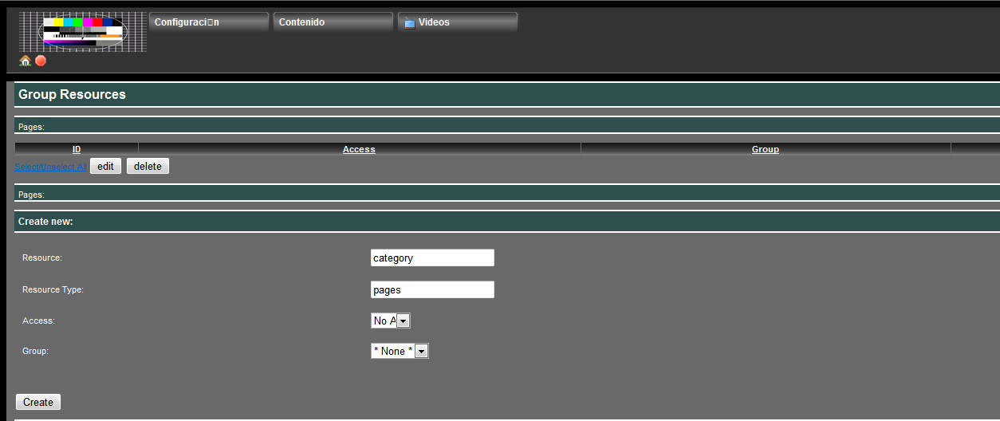 Configuraci▯n Contenido Videos
Group Resources
Pages:
ID Access Group
Select/Unselect All edit delete
Pages:
Create new:
Resource: category
Resource Type: pages
Access: No A
Group: * None *
Create